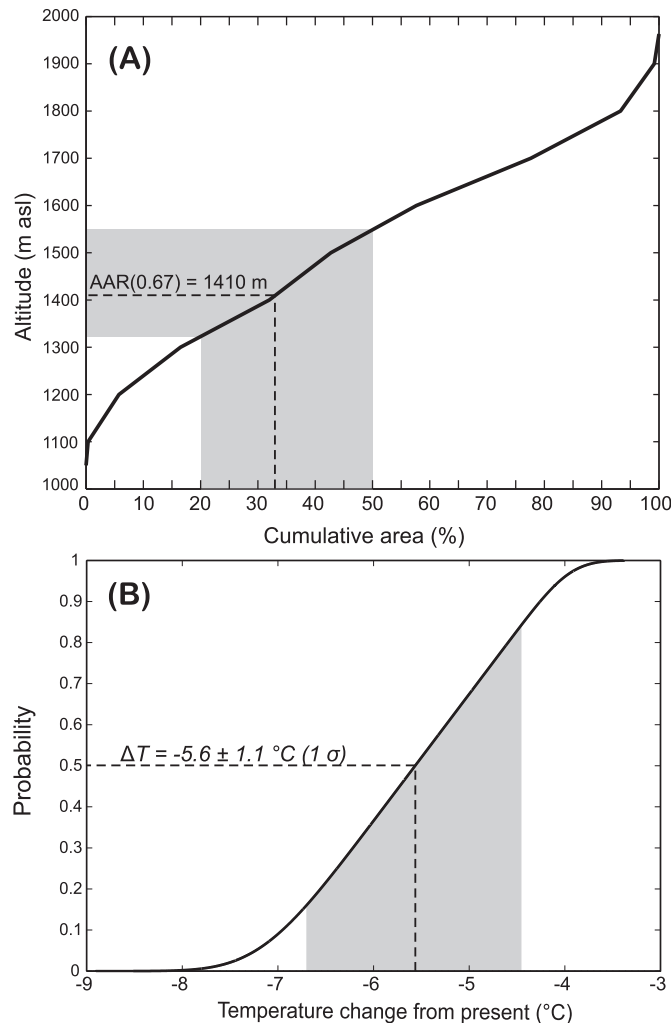 2000
(A)
1900
1800
1700
1600
1500
AAR(0.67) = 1410 m
1400
1300
1200
1100
1000
Altitude (m asl)
0 10 20 30 40 50 60 70 80 90 100
Cumulative area (%)
1
(B)
0.9
0.8
0.7
0.6
ΔT = -5.6 ± 1.1 °C (1 σ)
0.5
0.4
0.3
0.2
0.1
0
Probability
-9 -8 -7 -6 -5 -4 -3
Temperature change from present (°C)